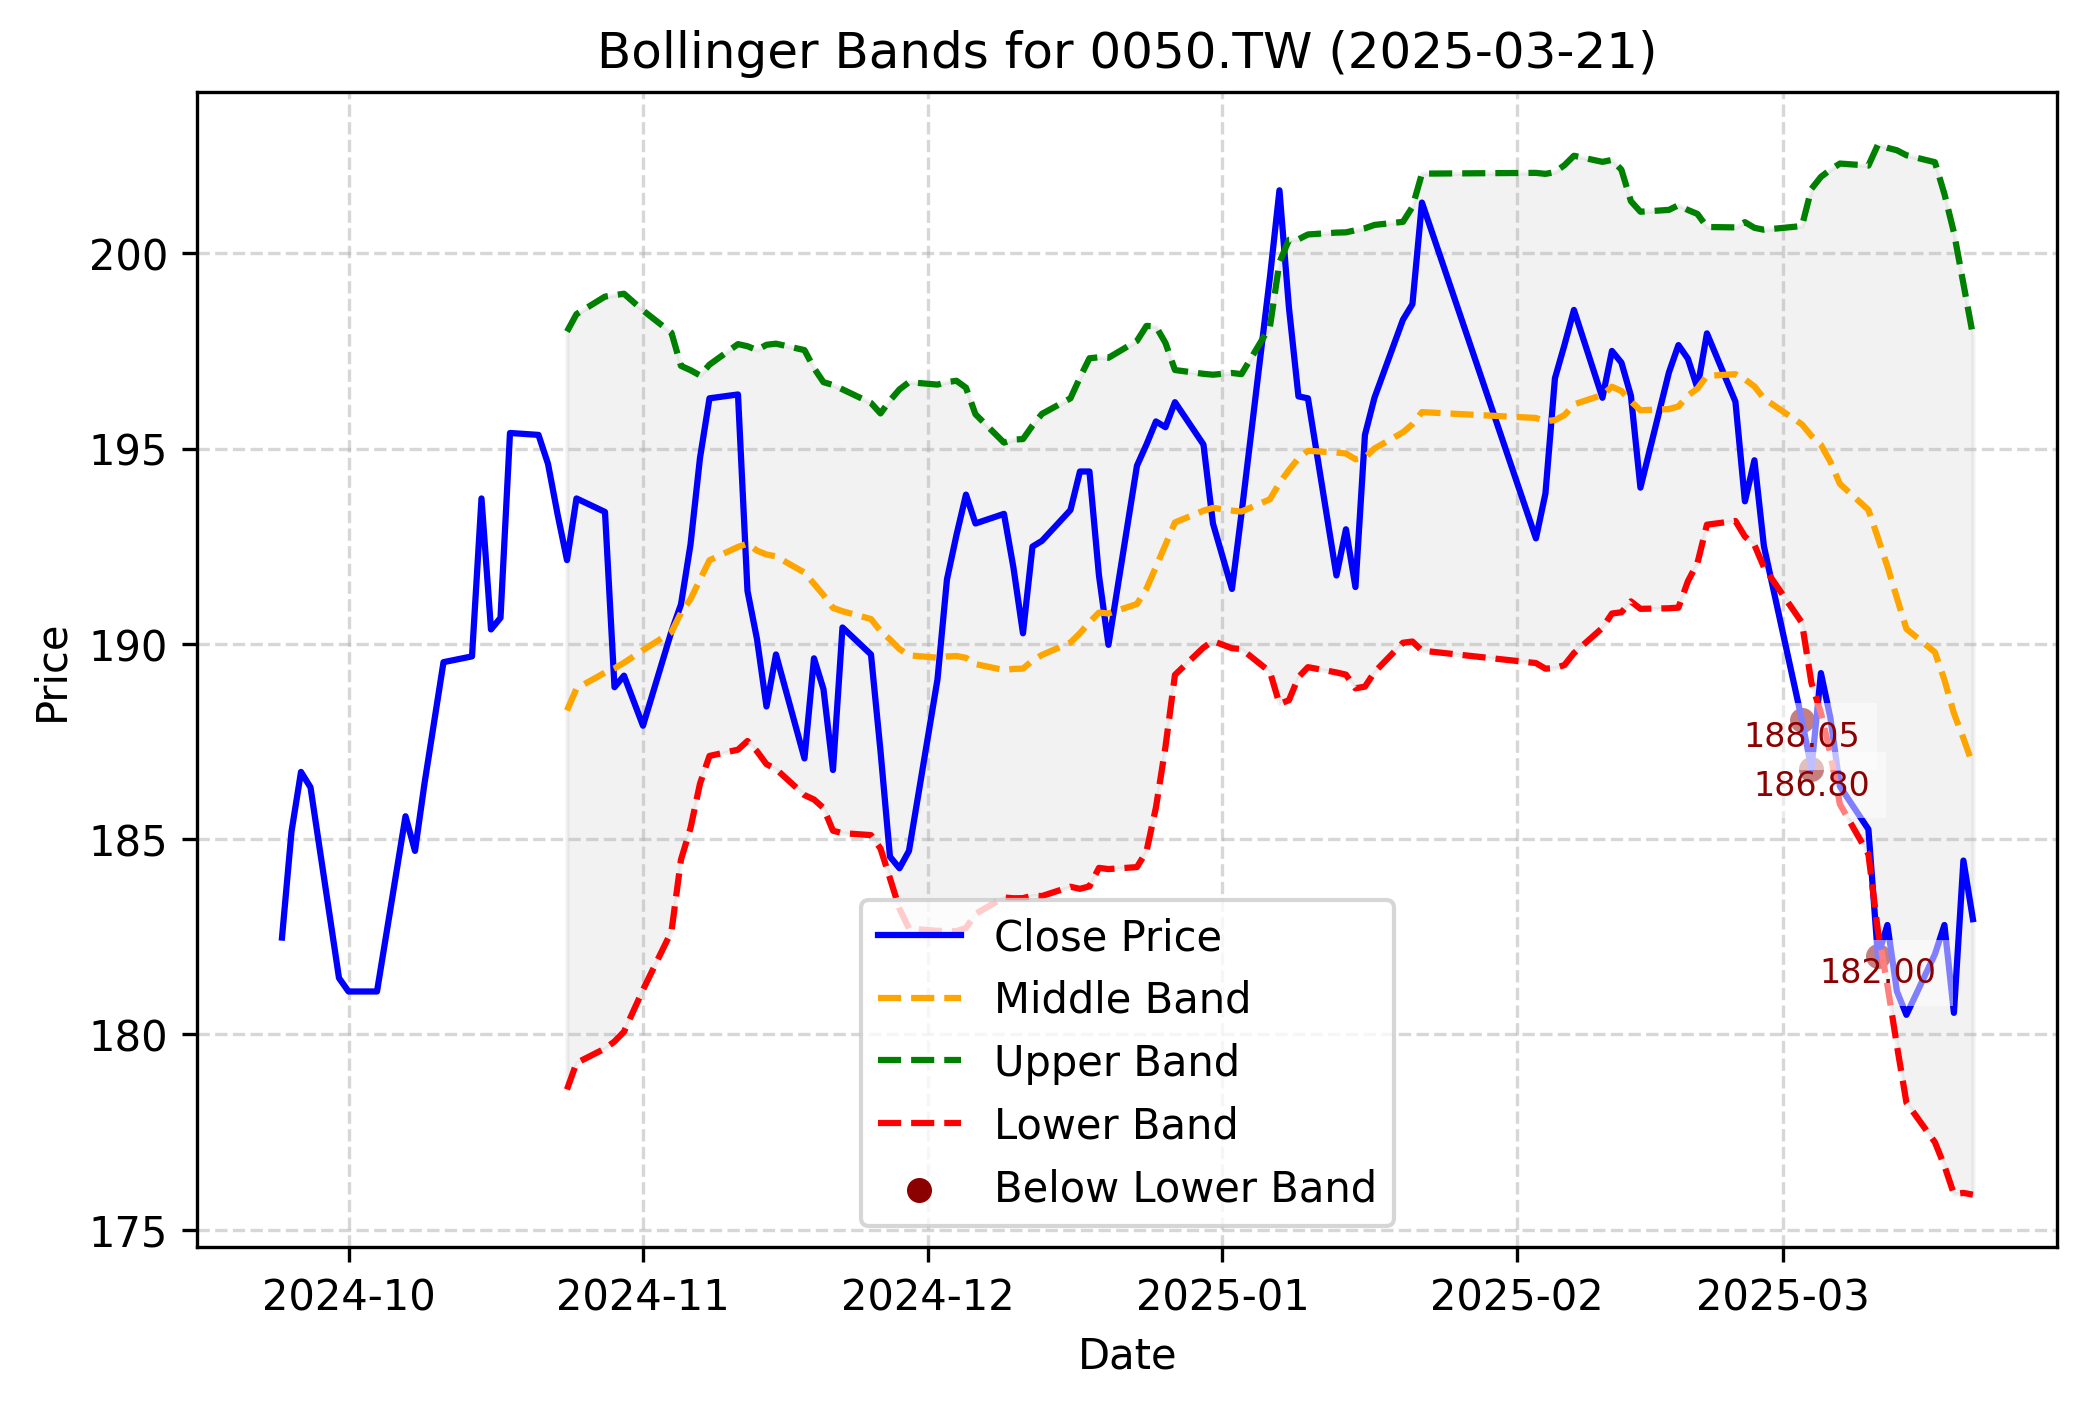 Bollinger Bands for 0050.TW (2025-03-21)
Price
200
195
190
185
180
175
188.05
186.80
182.00
Close Price
Middle Band
Upper Band
Lower Band
Below Lower Band
2024-10 2024-11 2024-12 2025-01 2025-02 2025-03
Date